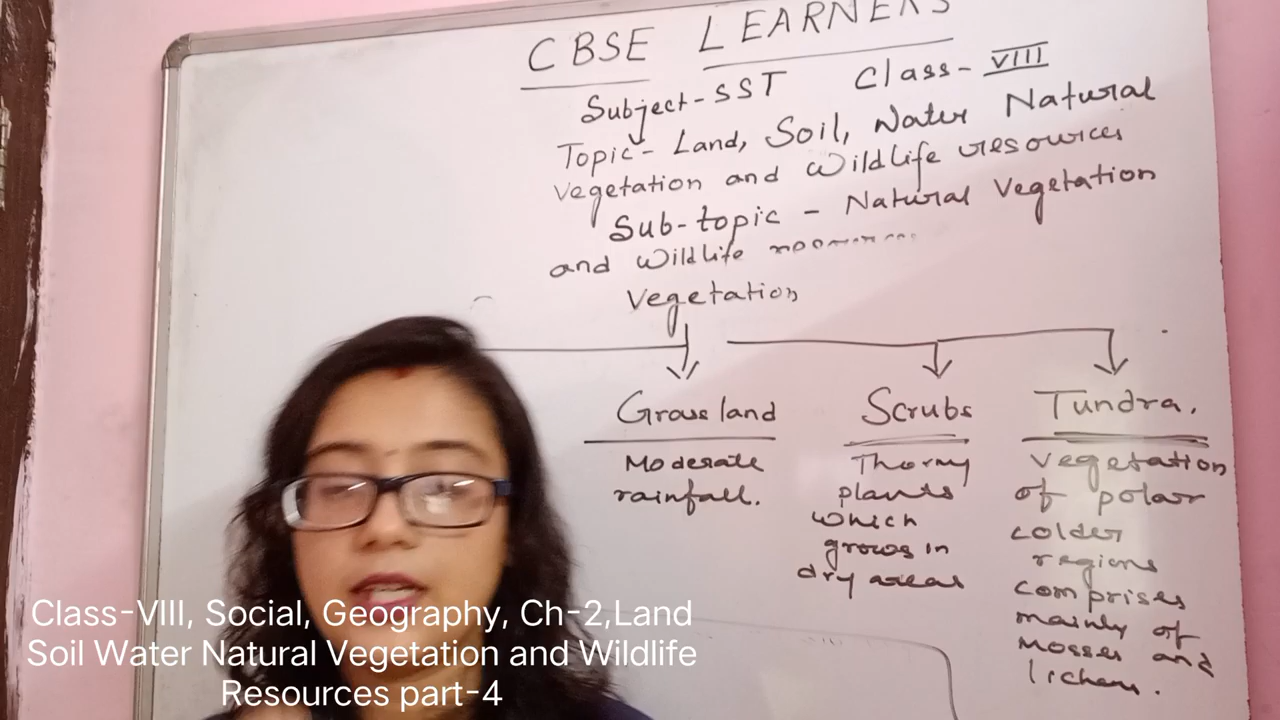 CBSE LEARNERS
Subject-SST Class-VIII
Topic- Land, Soil, Water Natural
Vegetation and Wildlife resources
Sub-topic - Natural Vegetation
and Wildlife
Vegetation
Grassland
Moderate
rainfall.
Scrubs
Thorny
plants
which
grows in
dry areas
Tundra.
Vegetation
of polar
colder
regions
comprises
mainly of
Mosses and
lichens.
Class-VIII, Social, Geography, Ch-2,Land
Soil Water Natural Vegetation and Wildlife
Resources part-4